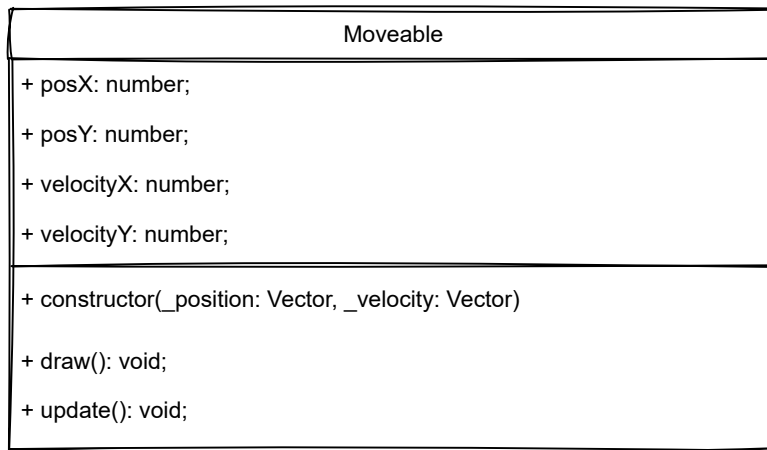 Moveable
+ posX: number;
+ posY: number;
+ velocityX: number;
+ velocityY: number;
+ constructor(_position: Vector, _velocity: Vector)
+ draw(): void;
+ update(): void;